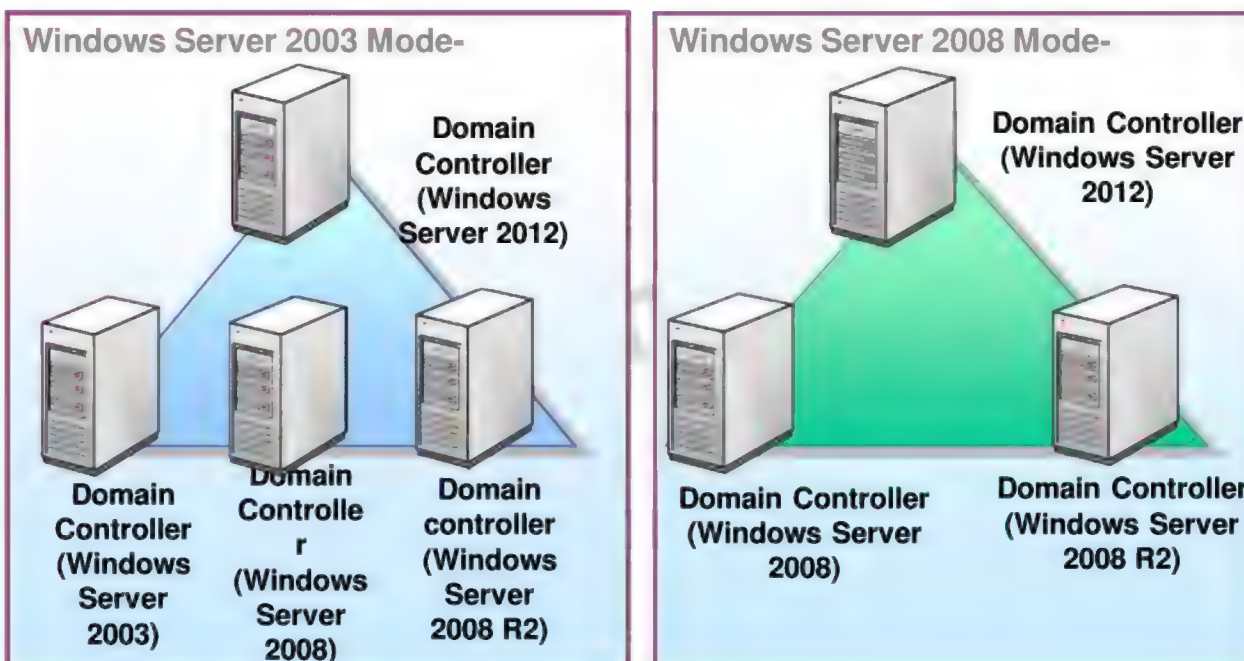 Windows Server 2003 Mode-
Domain
Controller
(Windows
Server 2012)
Domain
Controller
(Windows
Server
2003)
Domain
Controlle
r
(Windows
Server
2008)
Domain
controller
(Windows
Server
2008 R2)
Windows Server 2008 Mode-
Domain Controller
(Windows Server
2012)
Domain Controller
(Windows Server
2008)
Domain Controller
(Windows Server
2008 R2)